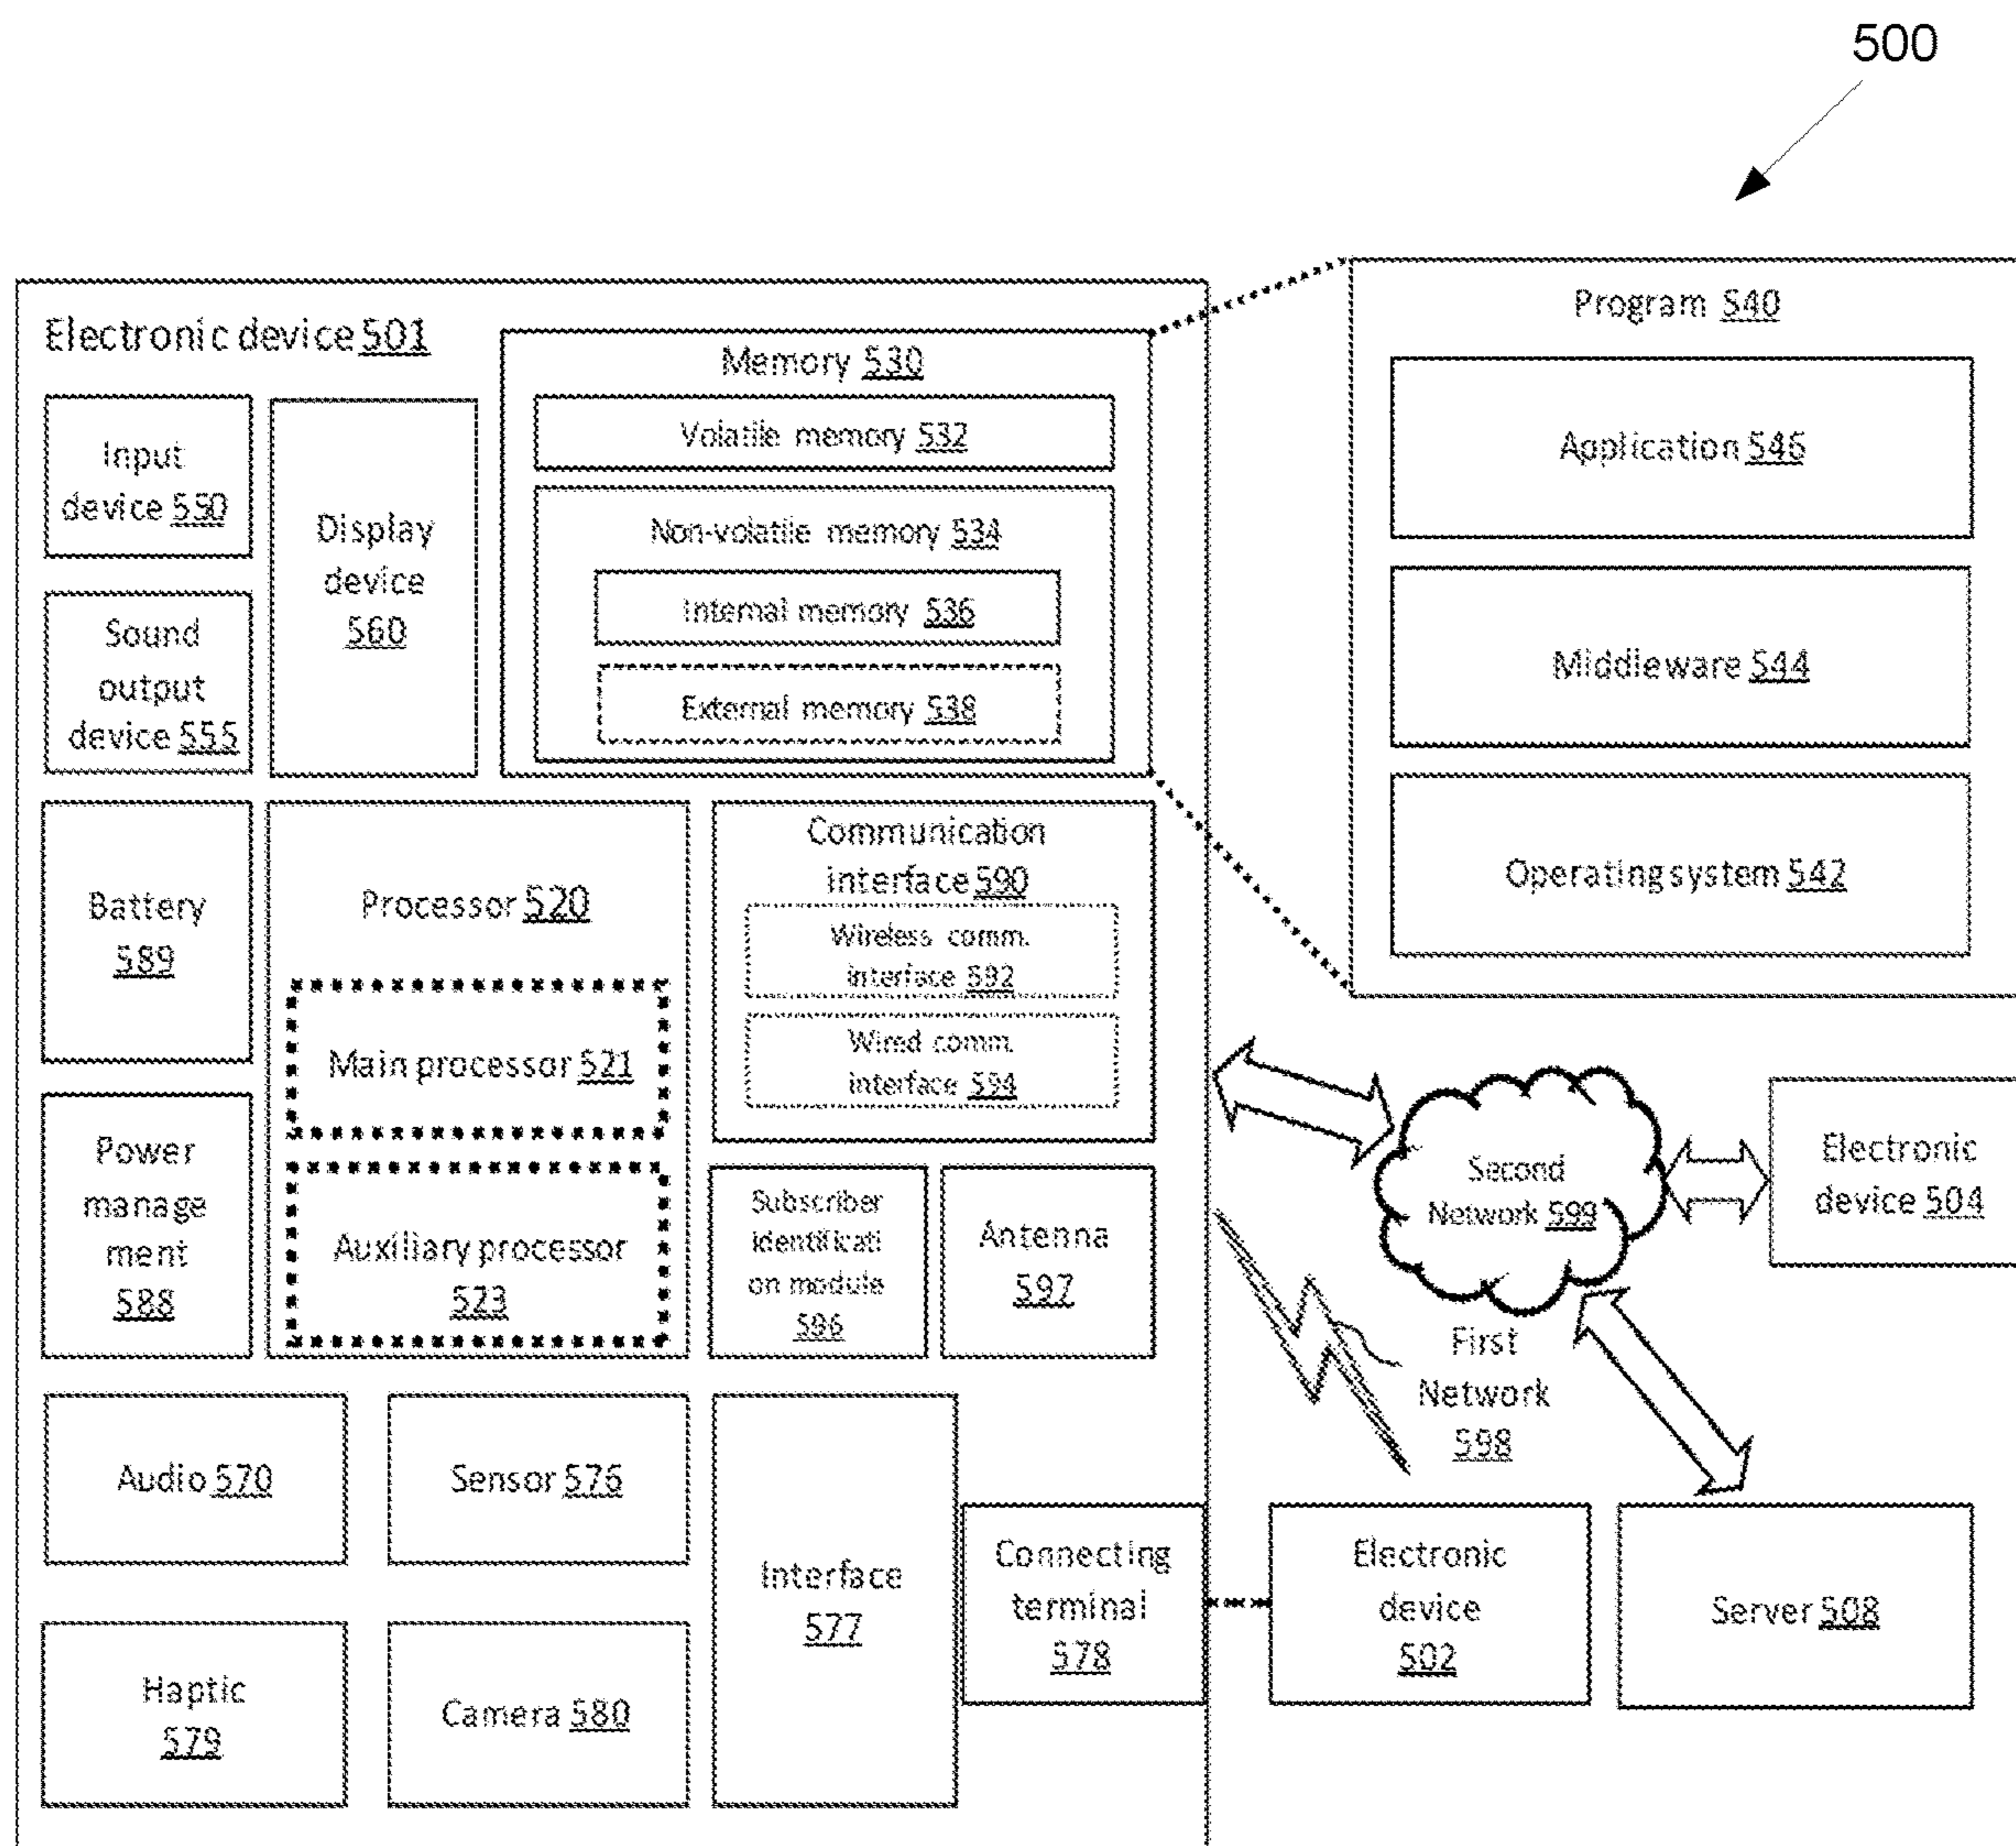 500
Electronic device 501
Memory 530
Volatile memory 532
Non-volatile memory 534
Internal memory 536
External memory 538
Input
device 550
Sound
output
device 555
Display
device
560
Program 540
Application 546
Middleware 544
Operating system 542
Battery
589
Power
manage
ment
588
Processor 520
Main processor 521
Auxiliary processor
523
Communication
interface 590
Wireless comm.
interface 592
Wired comm.
interface 594
Subscriber
identificati
on module
596
Antenna
597
Second
Network 599
Electronic
device 504
First
Network
598
Audio 570
Sensor 576
Interface
577
Connecting
terminal
578
Electronic
device
502
Server 508
Haptic
579
Camera 580